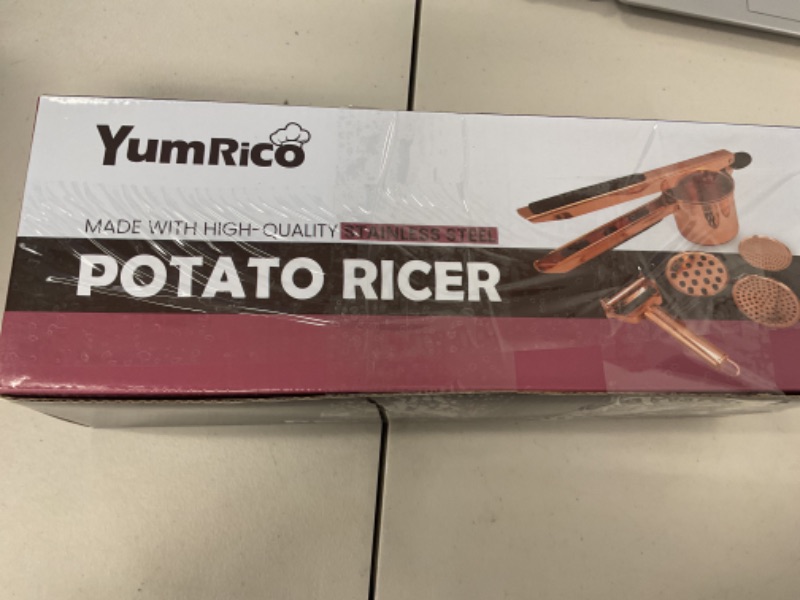 YumRico
MADE WITH HIGH-QUALITY STAINLESS STEEL
POTATO RICER